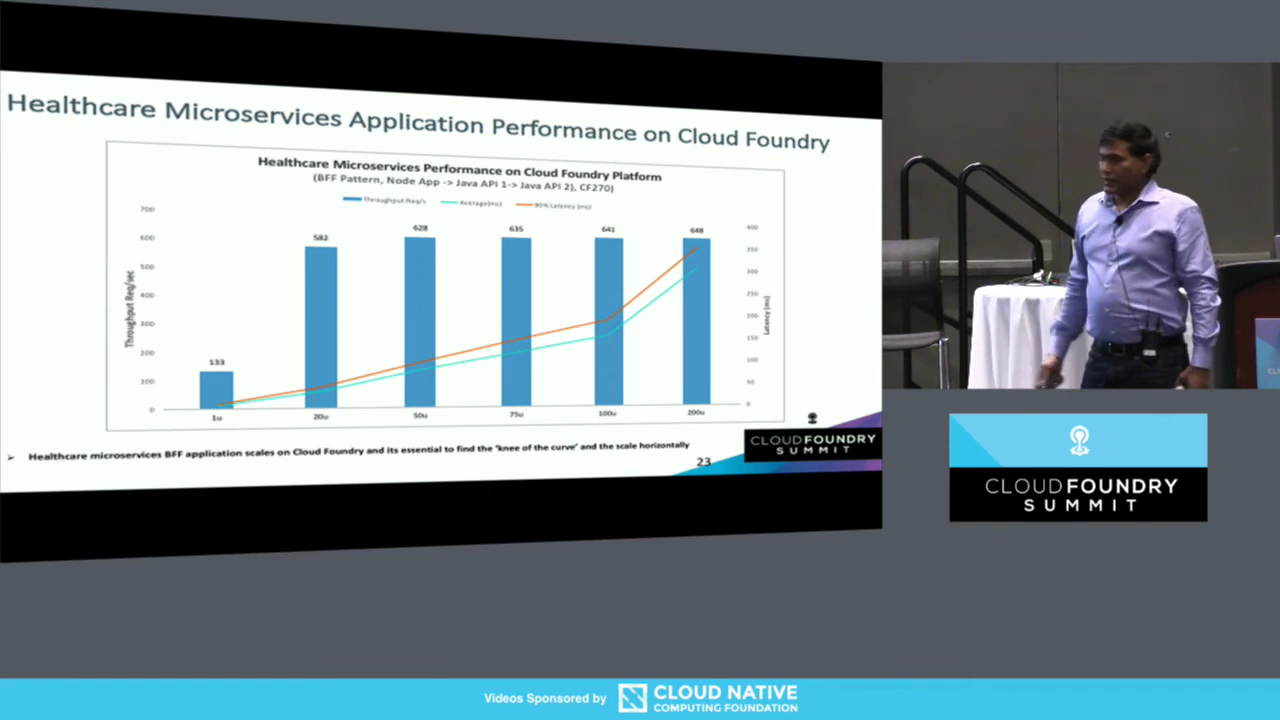 Healthcare Microservices Application Performance on Cloud Foundry
Healthcare Microservices Performance on Cloud Foundry Platform
(BFF Pattern, Node App -> Java API 1-> Java API 2), CF270)
Throughput Req/s Average(ms) 90% Latency (ms)
Throughput Req/sec
700
600
500
400
300
200
100
0
133
582
628
635
641
648
400
350
300
250
200
150
100
50
0
Latency (ms)
1u 20u 50u 75u 100u 200u
Healthcare microservices BFF application scales on Cloud Foundry and its essential to find the 'knee of the curve' and the scale horizontally
23
CLOUDFOUNDRY
SUMMIT
CLOUDFOUNDRY
SUMMIT
Videos Sponsored by
CLOUD NATIVE
COMPUTING FOUNDATION